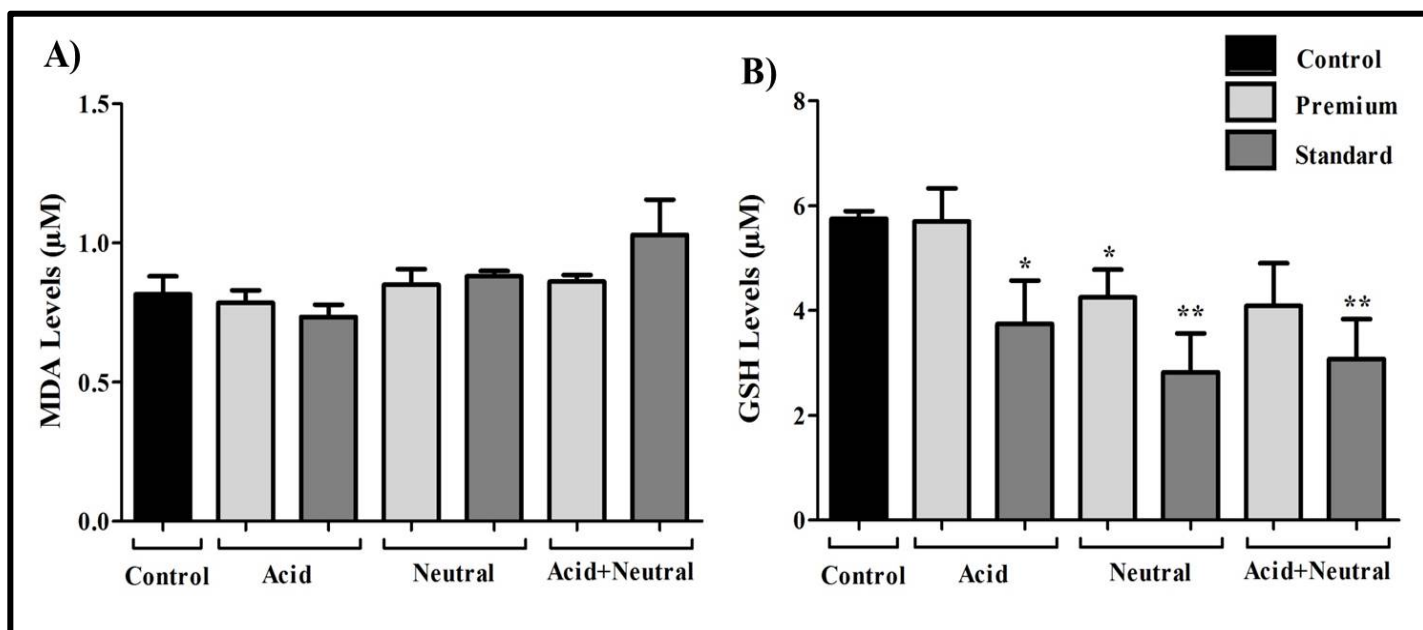 A)
MDA Levels (μM)
1.5
1.0
0.5
0.0
Control
Acid
Neutral
Acid+Neutral
B)
Control
Premium
Standard
GSH Levels (μM)
8
6
4
2
0
*
*
**
**
Control
Acid
Neutral
Acid+Neutral